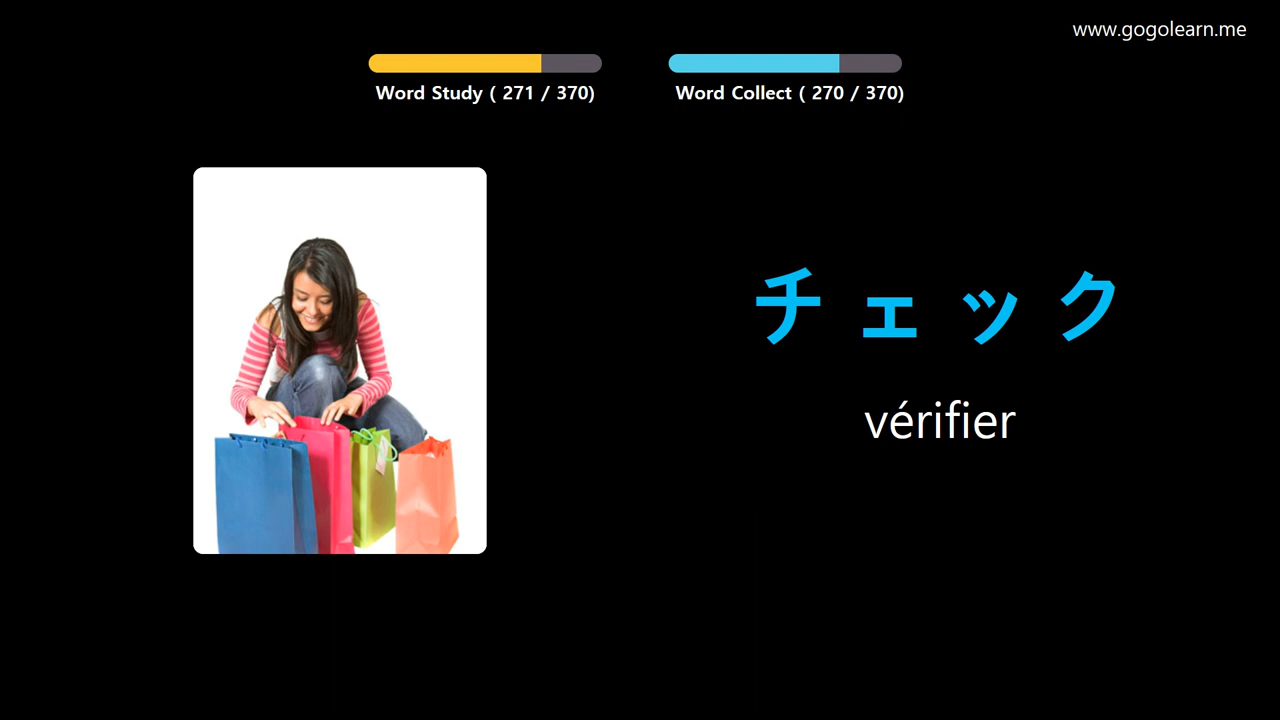 www.gogolearn.me
Word Study ( 271 / 370)
Word Collect ( 270 / 370)
チェック
vérifier